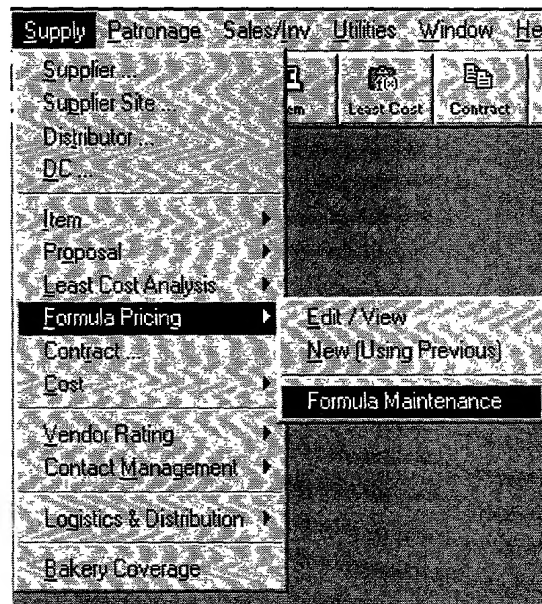 Supply Patronage Sales/Inv Utilities Window He
Supplier ...
Supplier Site ...
Distributor ...
DC ...
em Least Cost Contract
Item
Proposal
Least Cost Analysis
Formula Pricing
Contract ...
Cost
Edit / View
New (Using Previous)
Formula Maintenance
Vendor Rating
Contact Management
Logistics & Distribution
Bakery Coverage